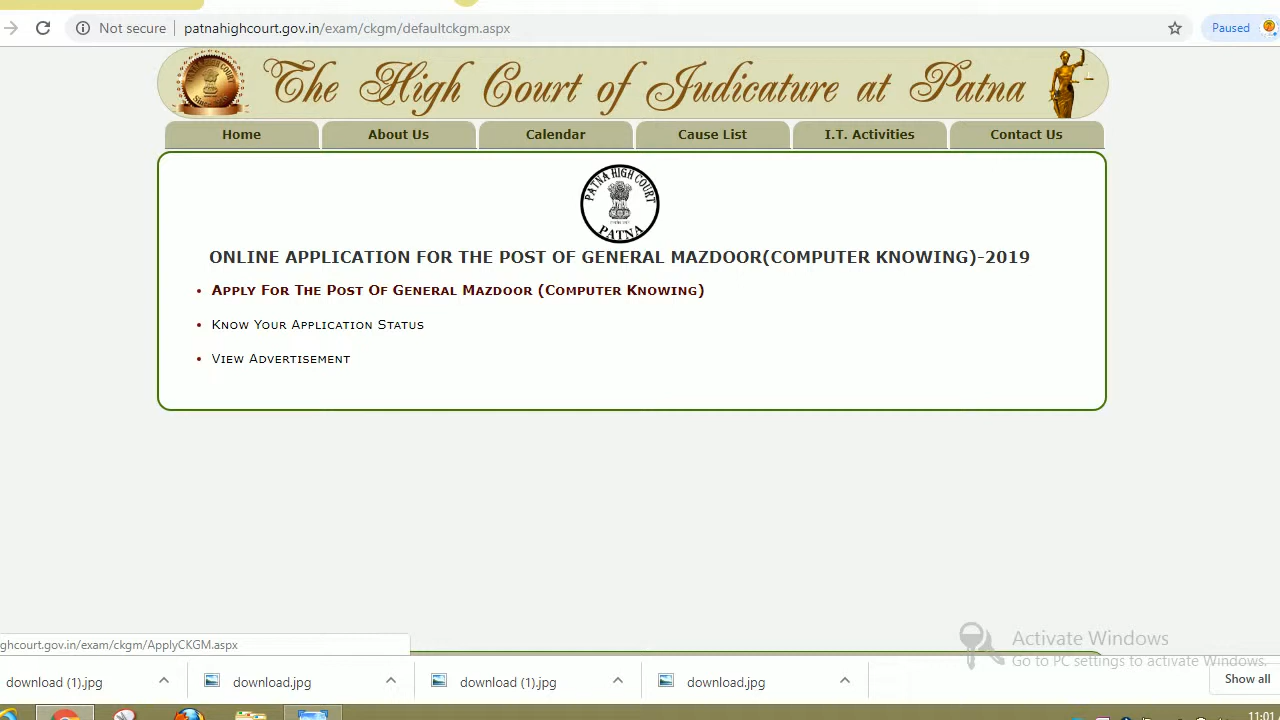 Not secure patnahighcourt.gov.in/exam/ckgm/defaultckgm.aspx Paused
The High Court of Judicature at Patna
Home About Us Calendar Cause List I.T. Activities Contact Us
PATNA HIGH COURT
PATNA
ONLINE APPLICATION FOR THE POST OF GENERAL MAZDOOR(COMPUTER KNOWING)-2019
• Apply For The Post Of General Mazdoor (Computer Knowing)
• Know Your Application Status
• View Advertisement
Activate Windows
ghcourt.gov.in/exam/ckgm/ApplyCKGM.aspx
Go to PC settings to activate Windows.
download (1).jpg download.jpg download (1).jpg download.jpg Show all
11:01